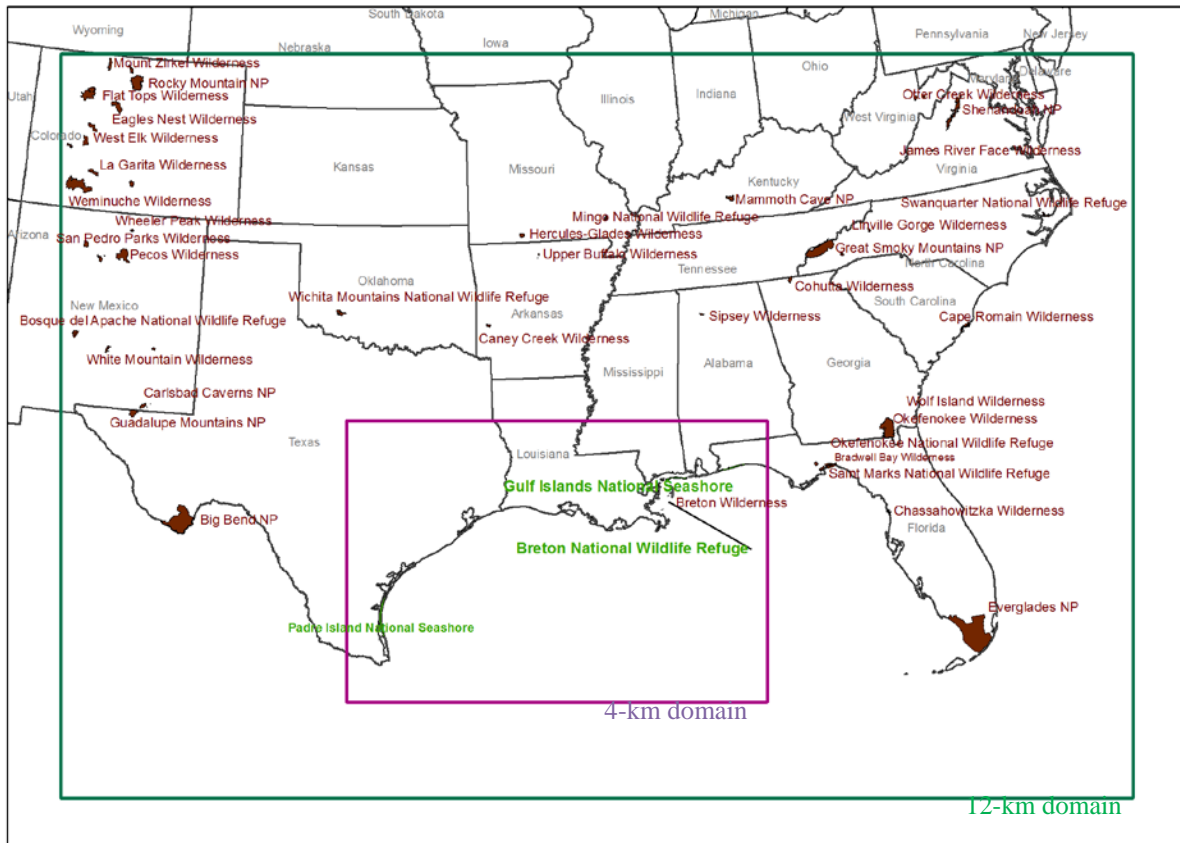 South Dakota
Michigan
Wyoming
Pennsylvania
New Jersey
Nebraska
Iowa
Mount Zirkel Wilderness
Ohio
Maryland
Delaware
Rocky Mountain NP
Utah
Flat Tops Wilderness
Illinois
Indiana
Otter Creek Wilderness
Shenandoah NP
Eagles Nest Wilderness
West Virginia
Colorado
West Elk Wilderness
James River Face Wilderness
La Garita Wilderness
Kansas
Missouri
Kentucky
Virginia
Weminuche Wilderness
Mammoth Cave NP
Swanquarter National Wildlife Refuge
Wheeler Peak Wilderness
Mingo National Wildlife Refuge
Linville Gorge Wilderness
Arizona
San Pedro Parks Wilderness
Hercules-Glades Wilderness
Great Smoky Mountains NP
Pecos Wilderness
Upper Buffalo Wilderness
North Carolina
Tennessee
Oklahoma
Cohutta Wilderness
Wichita Mountains National Wildlife Refuge
South Carolina
New Mexico
Arkansas
Sipsey Wilderness
Cape Romain Wilderness
Bosque del Apache National Wildlife Refuge
Caney Creek Wilderness
White Mountain Wilderness
Mississippi
Alabama
Georgia
Carlsbad Caverns NP
Wolf Island Wilderness
Guadalupe Mountains NP
Okefenokee Wilderness
Texas
Okefenokee National Wildlife Refuge
Louisiana
Bradwell Bay Wilderness
Saint Marks National Wildlife Refuge
Gulf Islands National Seashore
Breton Wilderness
Chassahowitzka Wilderness
Big Bend NP
Florida
Breton National Wildlife Refuge
Everglades NP
Padre Island National Seashore
4-km domain
12-km domain